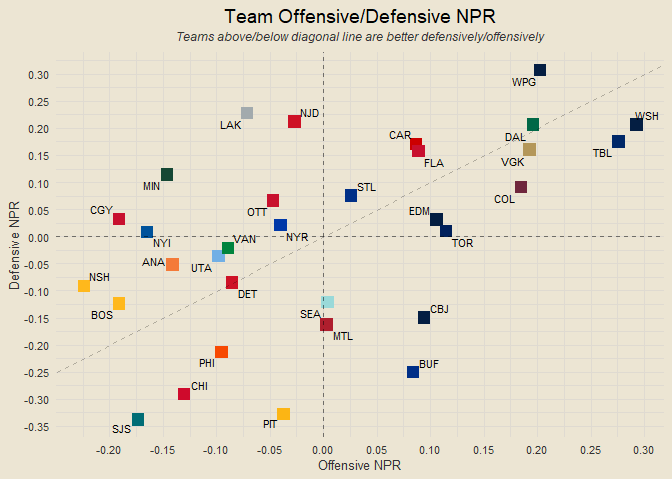 Team Offensive/Defensive NPR
Teams above/below diagonal line are better defensively/offensively
0.30
WPG
LAK
NJD
WSH
0.20
DAL
CAR
TBL
0.15
FLA
VGK
MIN
0.10
STL
COL
OTT
0.05
CGY
EDM
0.00
NYI
VAN
NYR
TOR
-0.05
ANA
UTA
NSH
DET
-0.10
BOS
SEA
CBJ
-0.15
MTL
-0.20
PHI
BUF
-0.25
CHI
-0.30
PIT
SJS
-0.35
Defensive NPR
-0.20 -0.15 -0.10 -0.05 0.00 0.05 0.10 0.15 0.20 0.25 0.30
Offensive NPR
0.25